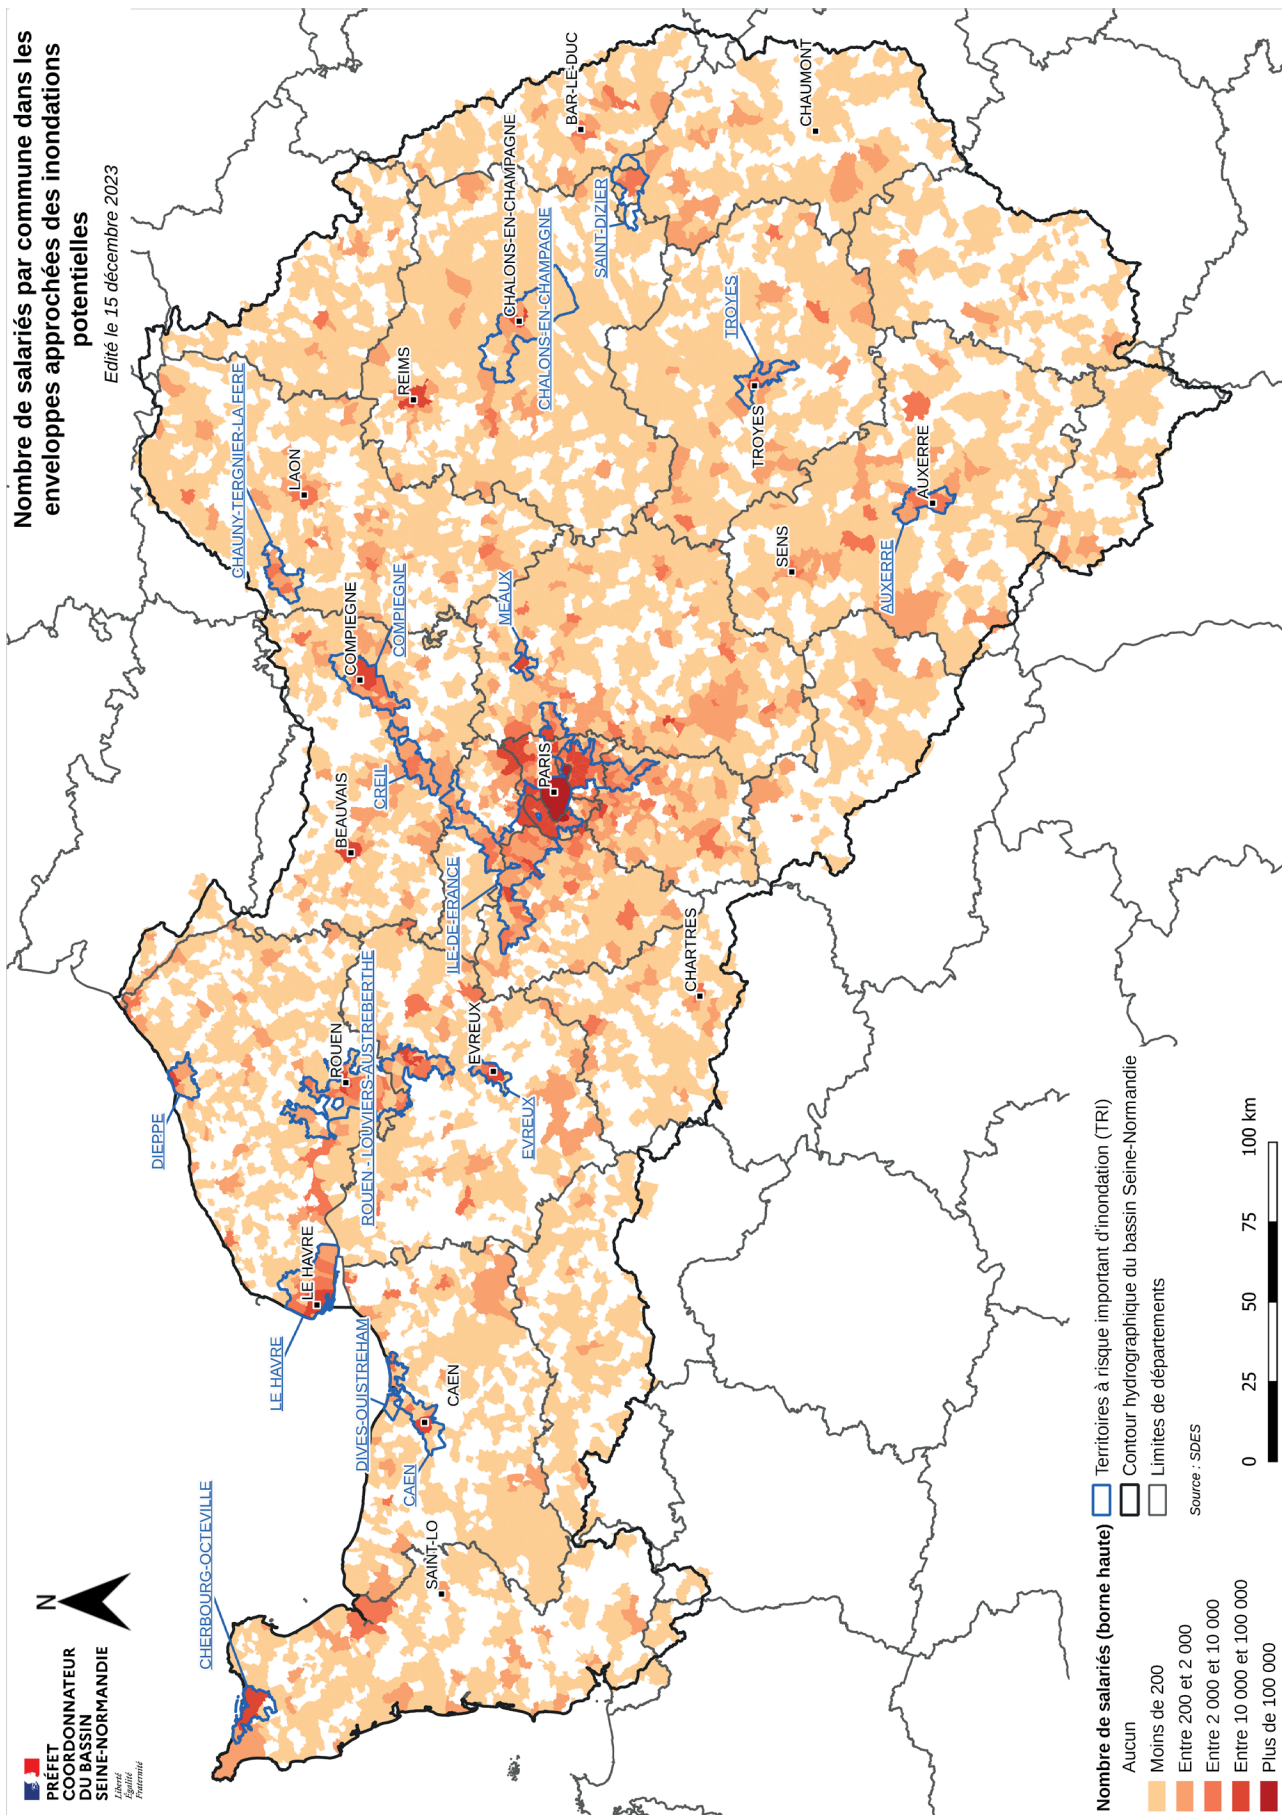 Nombre de salariés par commune dans les
enveloppes approchées des inondations
potentielles
Edité le 15 décembre 2023
PRÉFET
COORDONNATEUR
DU BASSIN
SEINE-NORMANDIE
Liberté
Égalité
Fraternité
N
CHERBOURG-OCTEVILLE
SAINT-LO
CAEN
DIVES-OUISTREHAM
CAEN
LE HAVRE
LE HAVRE
DIEPPE
ROUEN
ROUEN - LOUVIERS-AUSTREBERTHE
EVREUX
EVREUX
CHARTRES
BEAUVAIS
CREIL
ILE-DE-FRANCE
PARIS
COMPIEGNE
COMPIEGNE
MEAUX
CHAUNY-TERGNIER-LA FERE
LAON
REIMS
CHALONS-EN-CHAMPAGNE
CHALONS-EN-CHAMPAGNE
SAINT-DIZIER
BAR-LE-DUC
CHAUMONT
TROYES
TROYES
SENS
AUXERRE
AUXERRE
Nombre de salariés (borne haute)
Aucun
Moins de 200
Entre 200 et 2 000
Entre 2 000 et 10 000
Entre 10 000 et 100 000
Plus de 100 000
Territoires à risque important d'inondation (TRI)
Contour hydrographique du bassin Seine-Normandie
Limites de départements
Source : SDES
0 25 50 75 100 km